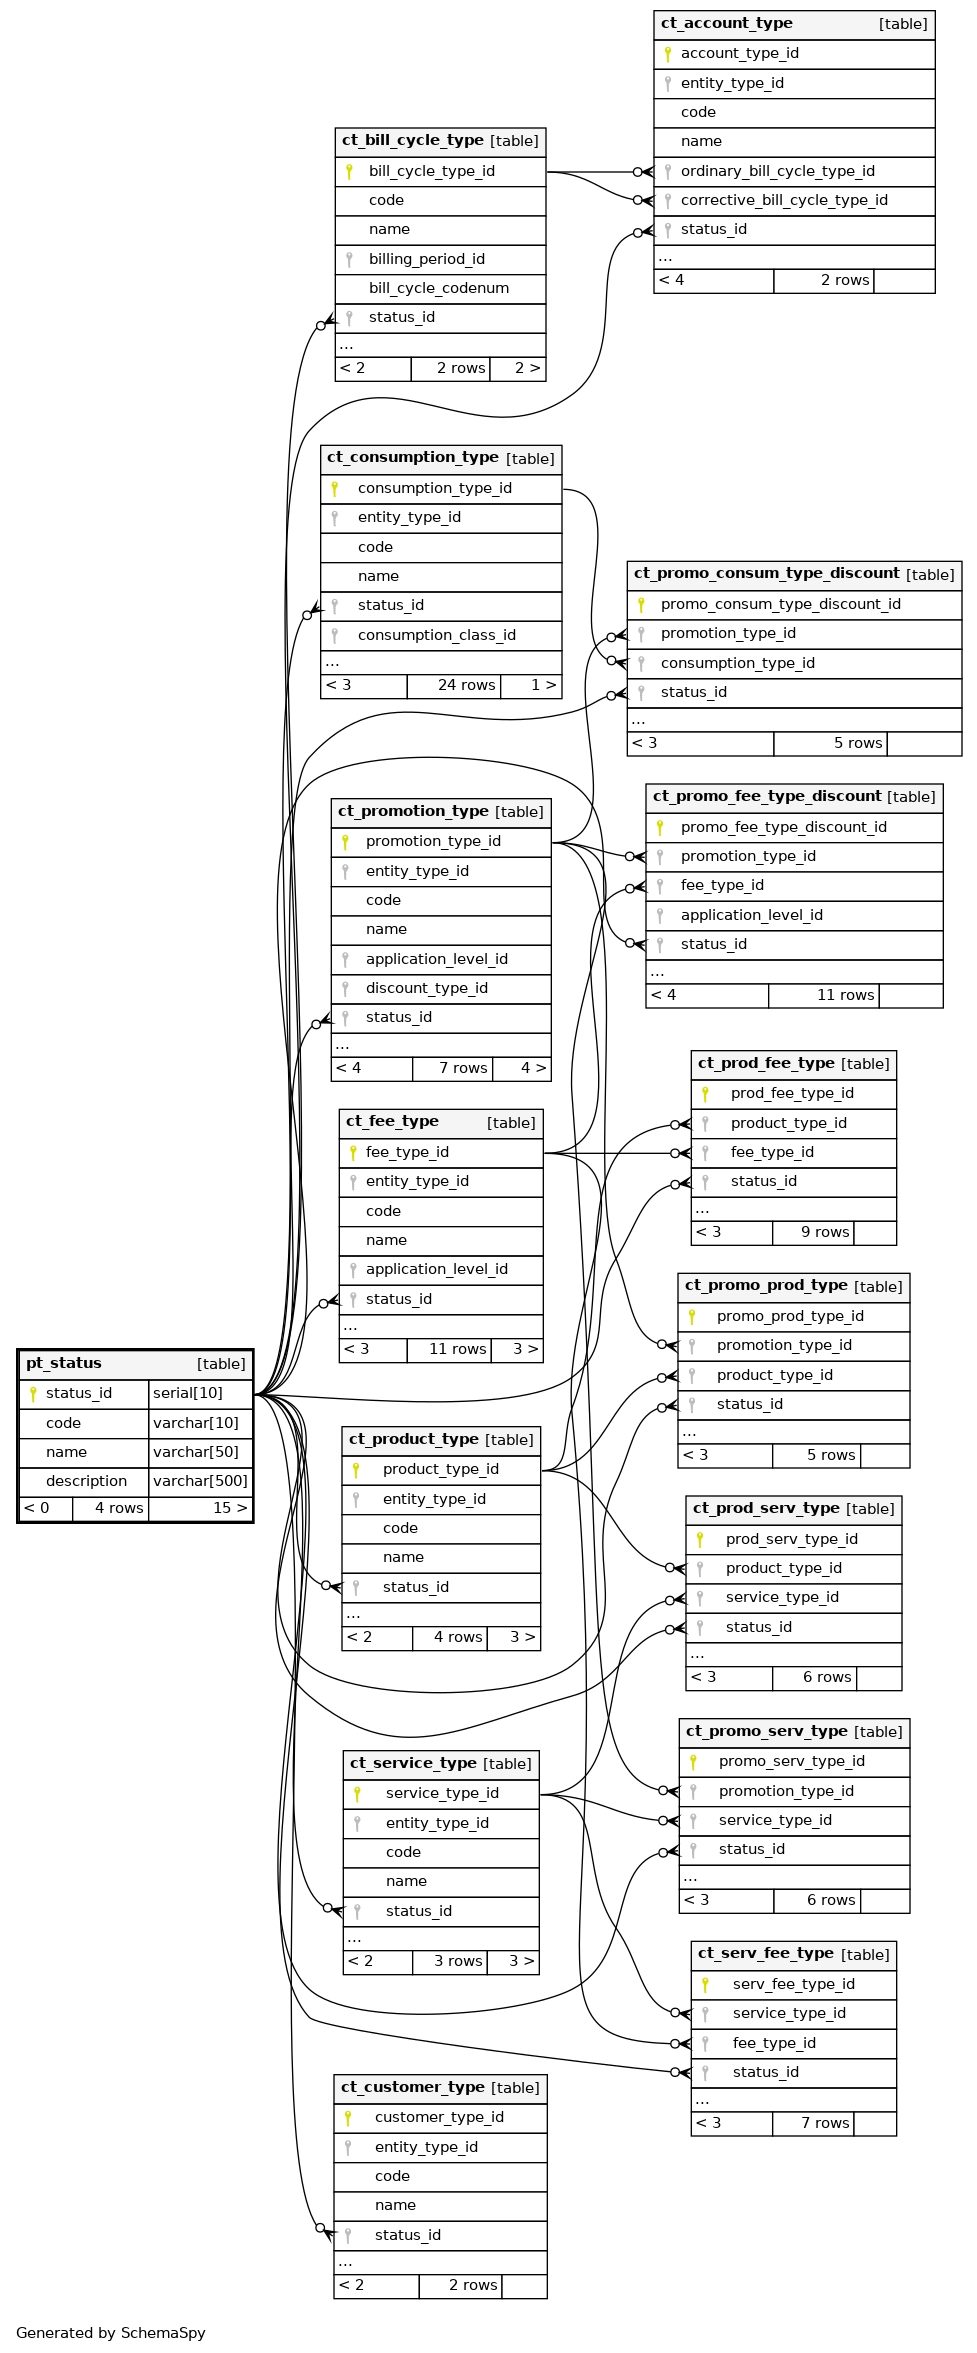 ct_account_type [table]
account_type_id
entity_type_id
code
name
ordinary_bill_cycle_type_id
corrective_bill_cycle_type_id
status_id
...
< 4 2 rows
ct_bill_cycle_type [table]
bill_cycle_type_id
code
name
billing_period_id
bill_cycle_codenum
status_id
...
< 2 2 rows 2 >
ct_consumption_type [table]
consumption_type_id
entity_type_id
code
name
status_id
consumption_class_id
...
< 3 24 rows 1 >
ct_promo_consum_type_discount [table]
promo_consum_type_discount_id
promotion_type_id
consumption_type_id
status_id
...
< 3 5 rows
ct_promotion_type [table]
promotion_type_id
entity_type_id
code
name
application_level_id
discount_type_id
status_id
...
< 4 7 rows 4 >
ct_promo_fee_type_discount [table]
promo_fee_type_discount_id
promotion_type_id
fee_type_id
application_level_id
status_id
...
< 4 11 rows
ct_prod_fee_type [table]
prod_fee_type_id
product_type_id
fee_type_id
status_id
...
< 3 9 rows
ct_fee_type [table]
fee_type_id
entity_type_id
code
name
application_level_id
status_id
...
< 3 11 rows 3 >
ct_promo_prod_type [table]
promo_prod_type_id
promotion_type_id
product_type_id
status_id
...
< 3 5 rows
pt_status [table]
status_id serial[10]
code varchar[10]
name varchar[50]
description varchar[500]
< 0 4 rows 15 >
ct_product_type [table]
product_type_id
entity_type_id
code
name
status_id
...
< 2 4 rows 3 >
ct_prod_serv_type [table]
prod_serv_type_id
product_type_id
service_type_id
status_id
...
< 3 6 rows
ct_promo_serv_type [table]
promo_serv_type_id
promotion_type_id
service_type_id
status_id
...
< 3 6 rows
ct_service_type [table]
service_type_id
entity_type_id
code
name
status_id
...
< 2 3 rows 3 >
ct_serv_fee_type [table]
serv_fee_type_id
service_type_id
fee_type_id
status_id
...
< 3 7 rows
ct_customer_type [table]
customer_type_id
entity_type_id
code
name
status_id
...
< 2 2 rows
Generated by SchemaSpy